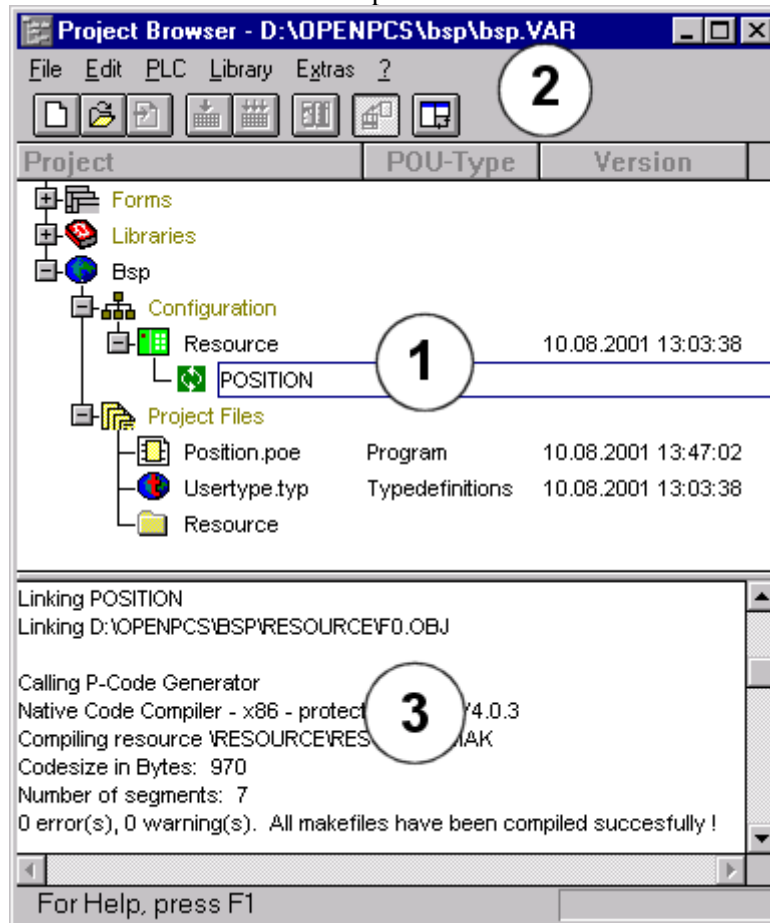 Project Browser - D:\OPENPCS\bsp\bsp.VAR
File Edit PLC Library Extras ?
2
Project POU-Type Version
Forms
Libraries
Bsp
Configuration
Resource 10.08.2001 13:03:38
1
POSITION
Project Files
Position.poe Program 10.08.2001 13:47:02
Usertype.typ Typedefinitions 10.08.2001 13:03:38
Resource
Linking POSITION
Linking D:\OPENPCS\BSP\RESOURCE\F0.OBJ
Calling P-Code Generator
Native Code Compiler - x86 - protect /4.0.3
3
Compiling resource \RESOURCE\RES AK
Codesize in Bytes: 970
Number of segments: 7
0 error(s), 0 warning(s). All makefiles have been compiled succesfully !
For Help, press F1